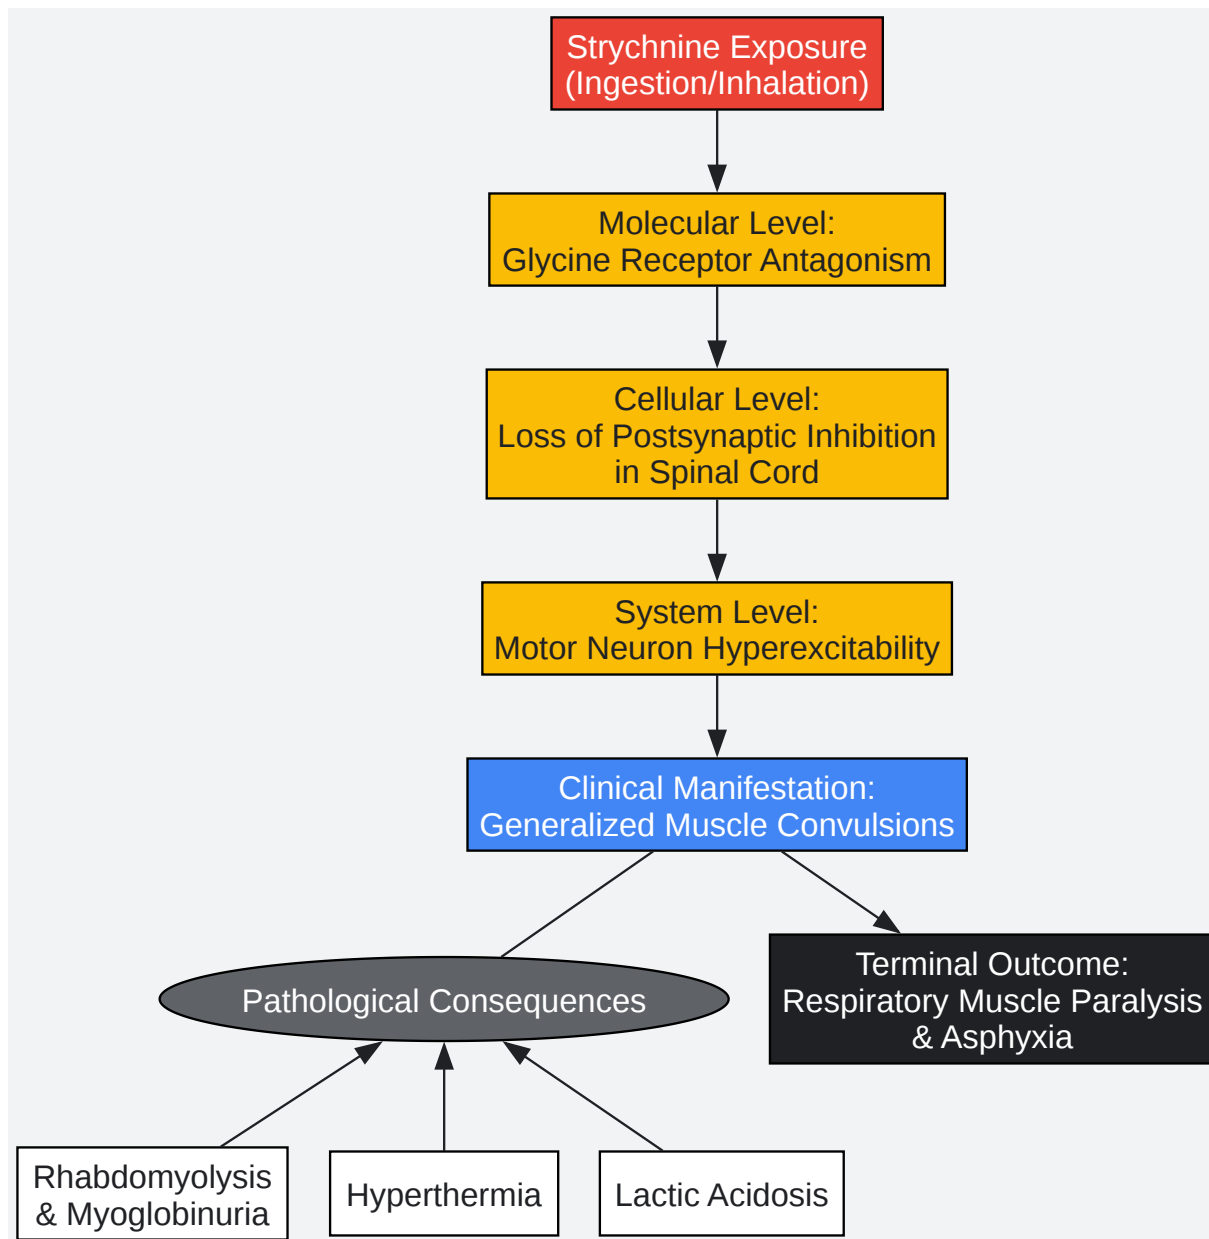 Strychnine Exposure
(Ingestion/Inhalation)
Molecular Level:
Glycine Receptor Antagonism
Cellular Level:
Loss of Postsynaptic Inhibition
in Spinal Cord
System Level:
Motor Neuron Hyperexcitability
Clinical Manifestation:
Generalized Muscle Convulsions
Pathological Consequences
Terminal Outcome:
Respiratory Muscle Paralysis
& Asphyxia
Rhabdomyolysis
& Myoglobinuria
Hyperthermia
Lactic Acidosis